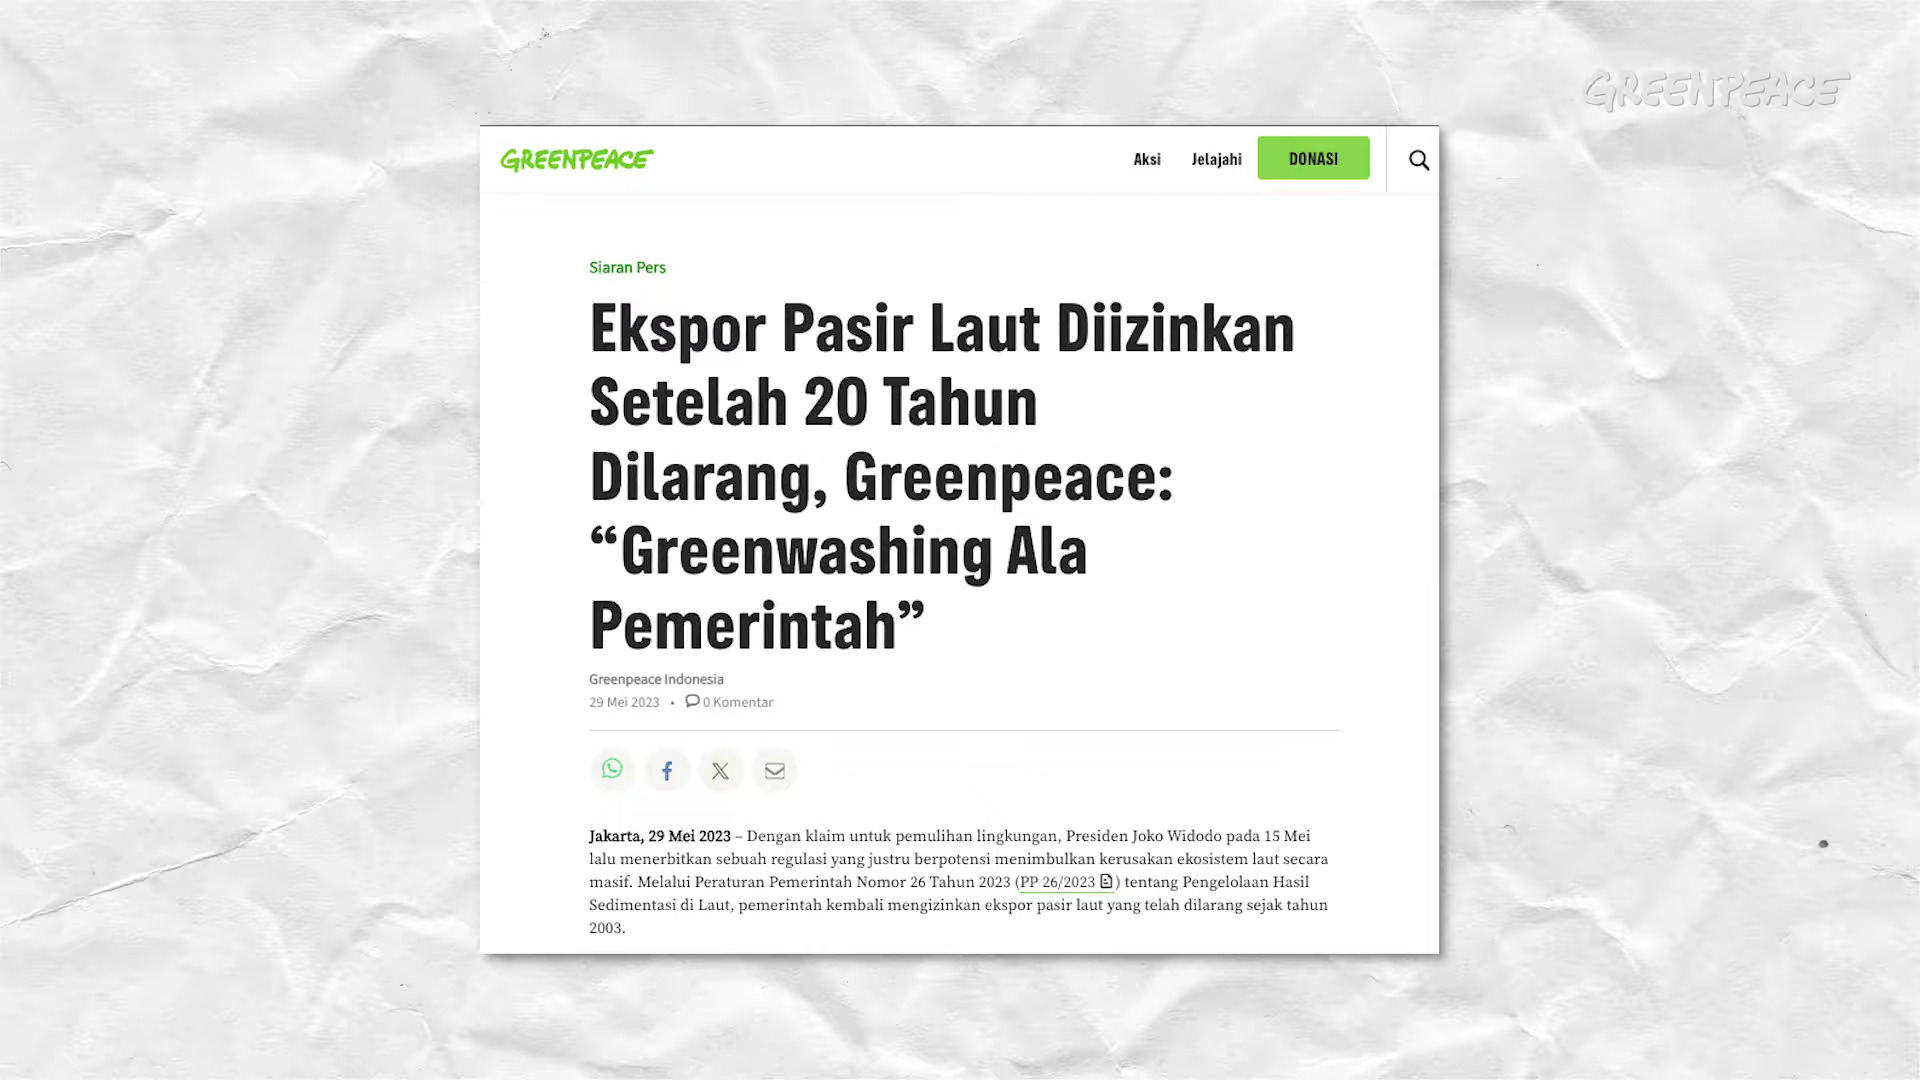 GREENPEACE
GREENPEACE Aksi Jelajahi DONASI
Siaran Pers
Ekspor Pasir Laut Diizinkan
Setelah 20 Tahun
Dilarang, Greenpeace:
“Greenwashing Ala
Pemerintah”
Greenpeace Indonesia
29 Mei 2023 • 0 Komentar
Jakarta, 29 Mei 2023 – Dengan klaim untuk pemulihan lingkungan, Presiden Joko Widodo pada 15 Mei
lalu menerbitkan sebuah regulasi yang justru berpotensi menimbulkan kerusakan ekosistem laut secara
masif. Melalui Peraturan Pemerintah Nomor 26 Tahun 2023 (PP 26/2023) tentang Pengelolaan Hasil
Sedimentasi di Laut, pemerintah kembali mengizinkan ekspor pasir laut yang telah dilarang sejak tahun
2003.